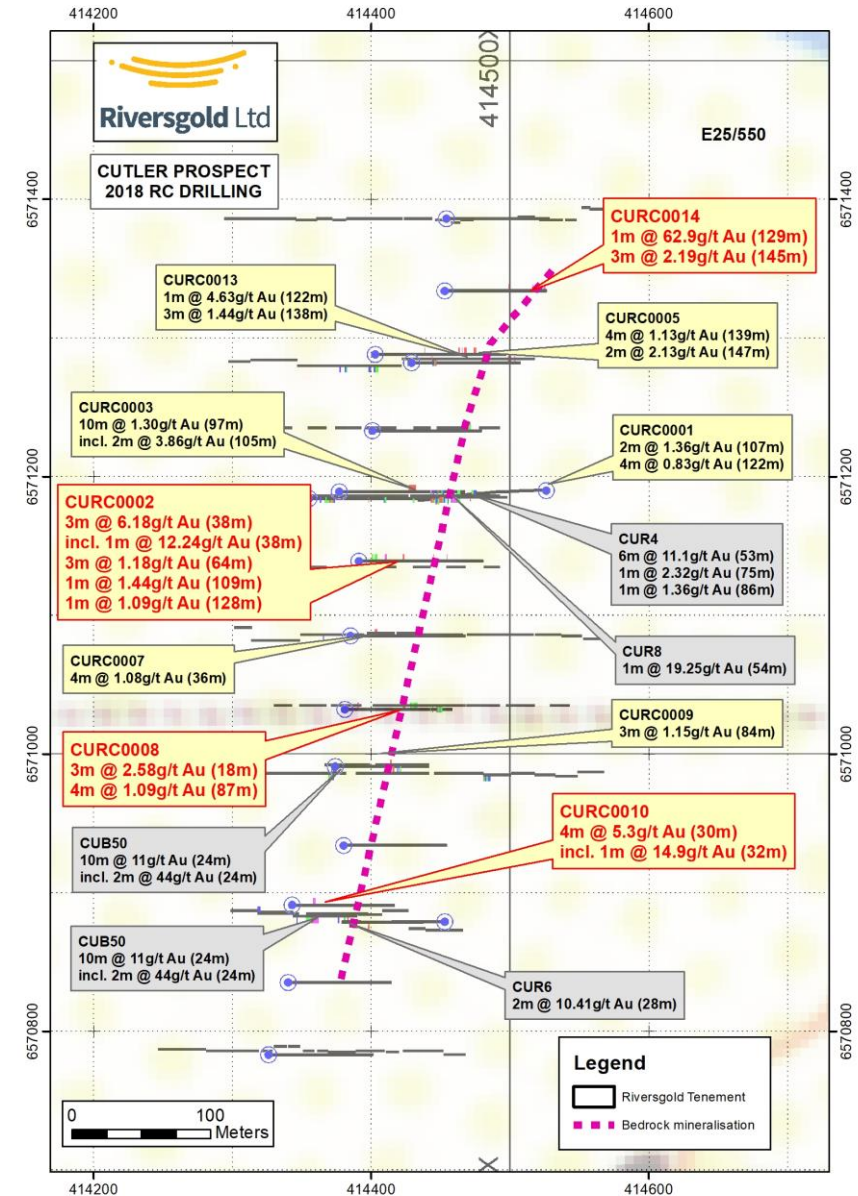 414200
414400
414600
414500X
Riversgold Ltd
E25/550
CUTLER PROSPECT
2018 RC DRILLING
6571400
6571400
CURC0014
1m @ 62.9g/t Au (129m)
3m @ 2.19g/t Au (145m)
CURC0013
1m @ 4.63g/t Au (122m)
3m @ 1.44g/t Au (138m)
CURC0005
4m @ 1.13g/t Au (139m)
2m @ 2.13g/t Au (147m)
CURC0003
10m @ 1.30g/t Au (97m)
incl. 2m @ 3.86g/t Au (105m)
CURC0001
2m @ 1.36g/t Au (107m)
4m @ 0.83g/t Au (122m)
6571200
6571200
CURC0002
3m @ 6.18g/t Au (38m)
incl. 1m @ 12.24g/t Au (38m)
3m @ 1.18g/t Au (64m)
1m @ 1.44g/t Au (109m)
1m @ 1.09g/t Au (128m)
CUR4
6m @ 11.1g/t Au (53m)
1m @ 2.32g/t Au (75m)
1m @ 1.36g/t Au (86m)
CUR8
1m @ 19.25g/t Au (54m)
CURC0007
4m @ 1.08g/t Au (36m)
CURC0009
3m @ 1.15g/t Au (84m)
6571000
6571000
CURC0008
3m @ 2.58g/t Au (18m)
4m @ 1.09g/t Au (87m)
CURC0010
4m @ 5.3g/t Au (30m)
incl. 1m @ 14.9g/t Au (32m)
CUB50
10m @ 11g/t Au (24m)
incl. 2m @ 44g/t Au (24m)
CUB50
10m @ 11g/t Au (24m)
incl. 2m @ 44g/t Au (24m)
CUR6
2m @ 10.41g/t Au (28m)
6570800
6570800
Legend
Riversgold Tenement
Bedrock mineralisation
0 100
Meters
X
414200
414400
414600